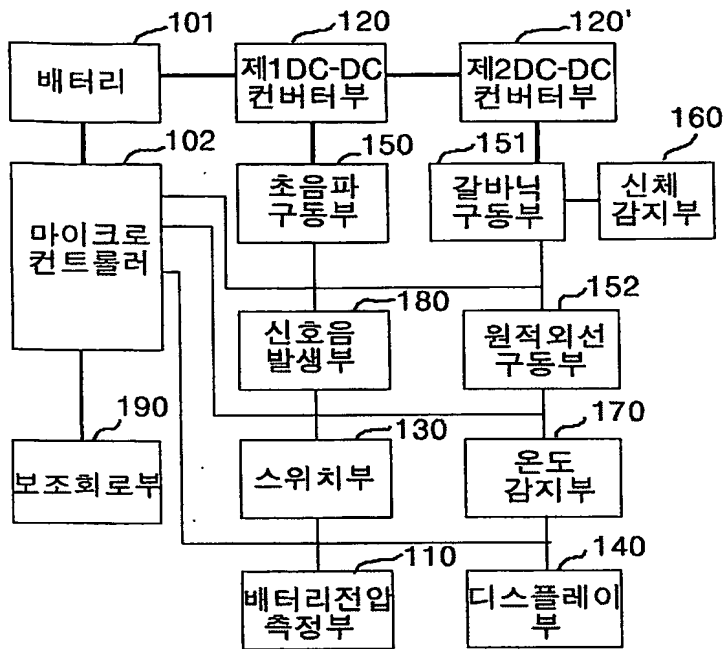 101
120
120'
배터리
제1DC-DC
컨버터부
제2DC-DC
컨버터부
102
150
151
160
마이크로
컨트롤러
초음파
구동부
갈바닉
구동부
신체
감지부
180
152
신호음
발생부
원적외선
구동부
190
130
170
보조회로부
스위치부
온도
감지부
110
140
배터리전압
측정부
디스플레이
부